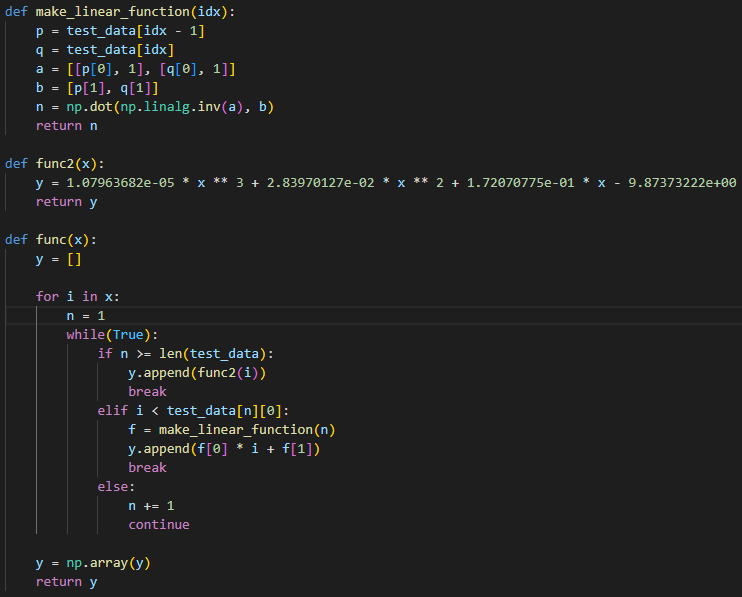 def make_linear_function(idx):
    p = test_data[idx - 1]
    q = test_data[idx]
    a = [[p[0], 1], [q[0], 1]]
    b = [p[1], q[1]]
    n = np.dot(np.linalg.inv(a), b)
    return n

def func2(x):
    y = 1.07963682e-05 * x ** 3 + 2.83970127e-02 * x ** 2 + 1.72070775e-01 * x - 9.87373222e+00
    return y

def func(x):
    y = []

    for i in x:
        n = 1
        while(True):
            if n >= len(test_data):
                y.append(func2(i))
                break
            elif i < test_data[n][0]:
                f = make_linear_function(n)
                y.append(f[0] * i + f[1])
                break
            else:
                n += 1
                continue

    y = np.array(y)
    return y